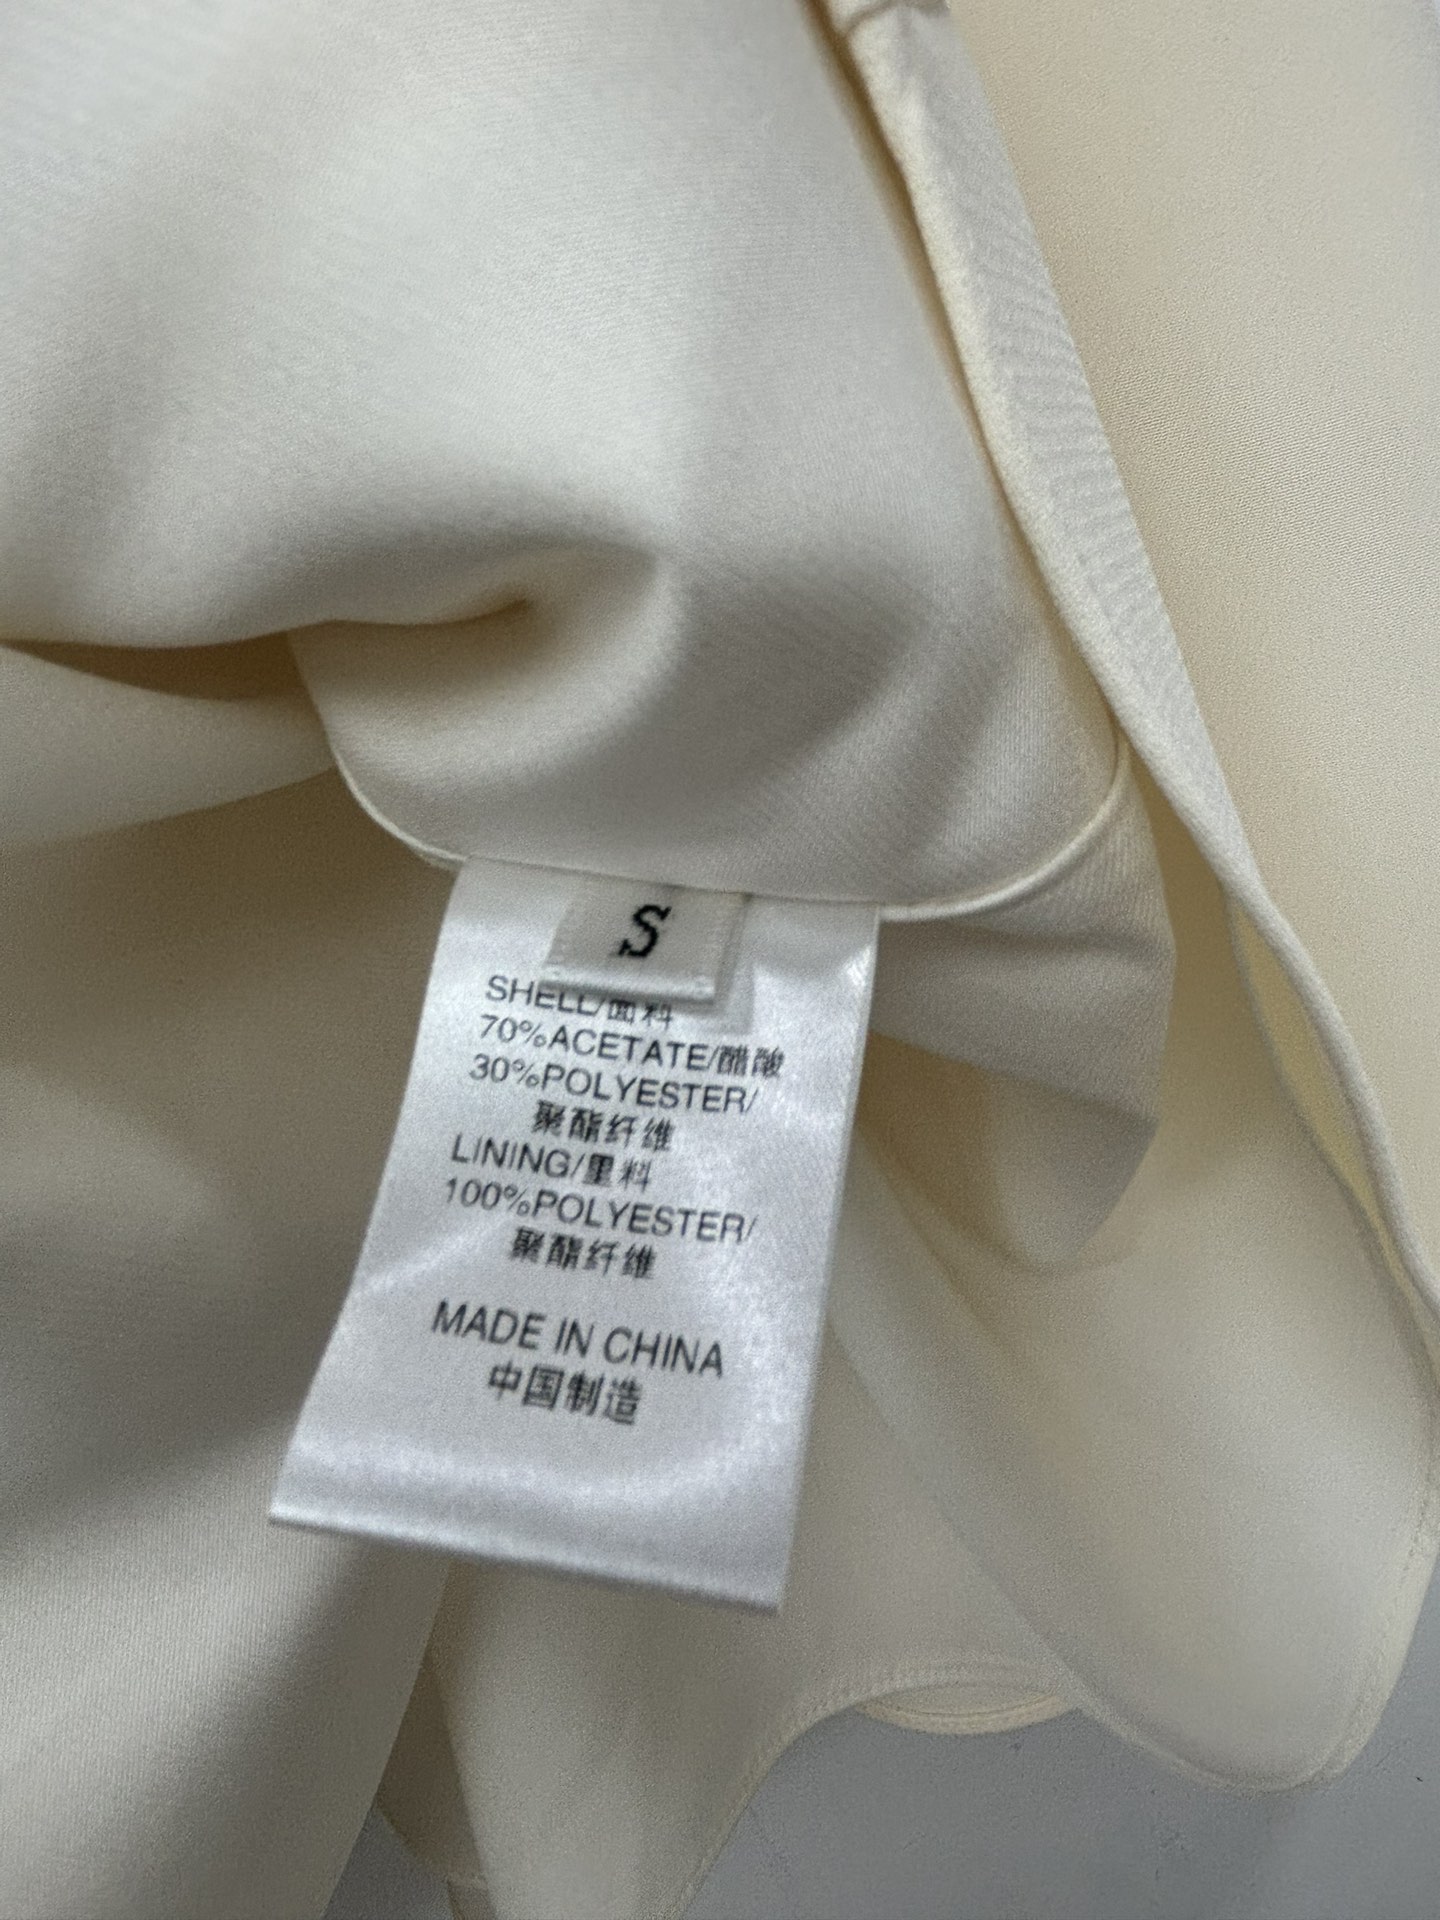 S
SHELL/面料
70%ACETATE/醋酸
30%POLYESTER/
聚酯纤维
LINING/里料
100%POLYESTER/
聚酯纤维
MADE IN CHINA
中国制造